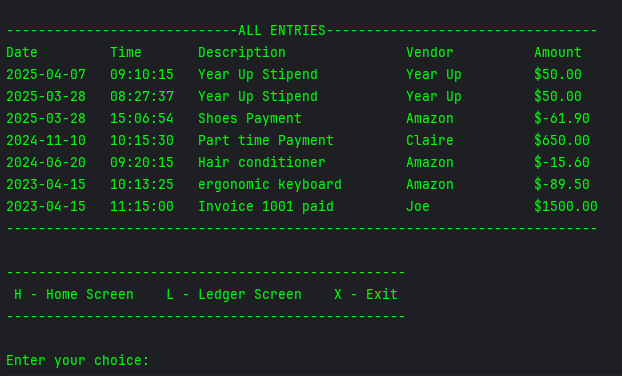 -----------------------------ALL ENTRIES----------------------------------
Date         Time       Description               Vendor          Amount
2025-04-07   09:10:15   Year Up Stipend           Year Up         $50.00
2025-03-28   08:27:37   Year Up Stipend           Year Up         $50.00
2025-03-28   15:06:54   Shoes Payment             Amazon          $-61.90
2024-11-10   10:15:30   Part time Payment         Claire          $650.00
2024-06-20   09:20:15   Hair conditioner          Amazon          $-15.60
2023-04-15   10:13:25   ergonomic keyboard        Amazon          $-89.50
2023-04-15   11:15:00   Invoice 1001 paid         Joe             $1500.00
--------------------------------------------------------------------------
--------------------------------------------------
 H - Home Screen    L - Ledger Screen    X - Exit
--------------------------------------------------
Enter your choice: